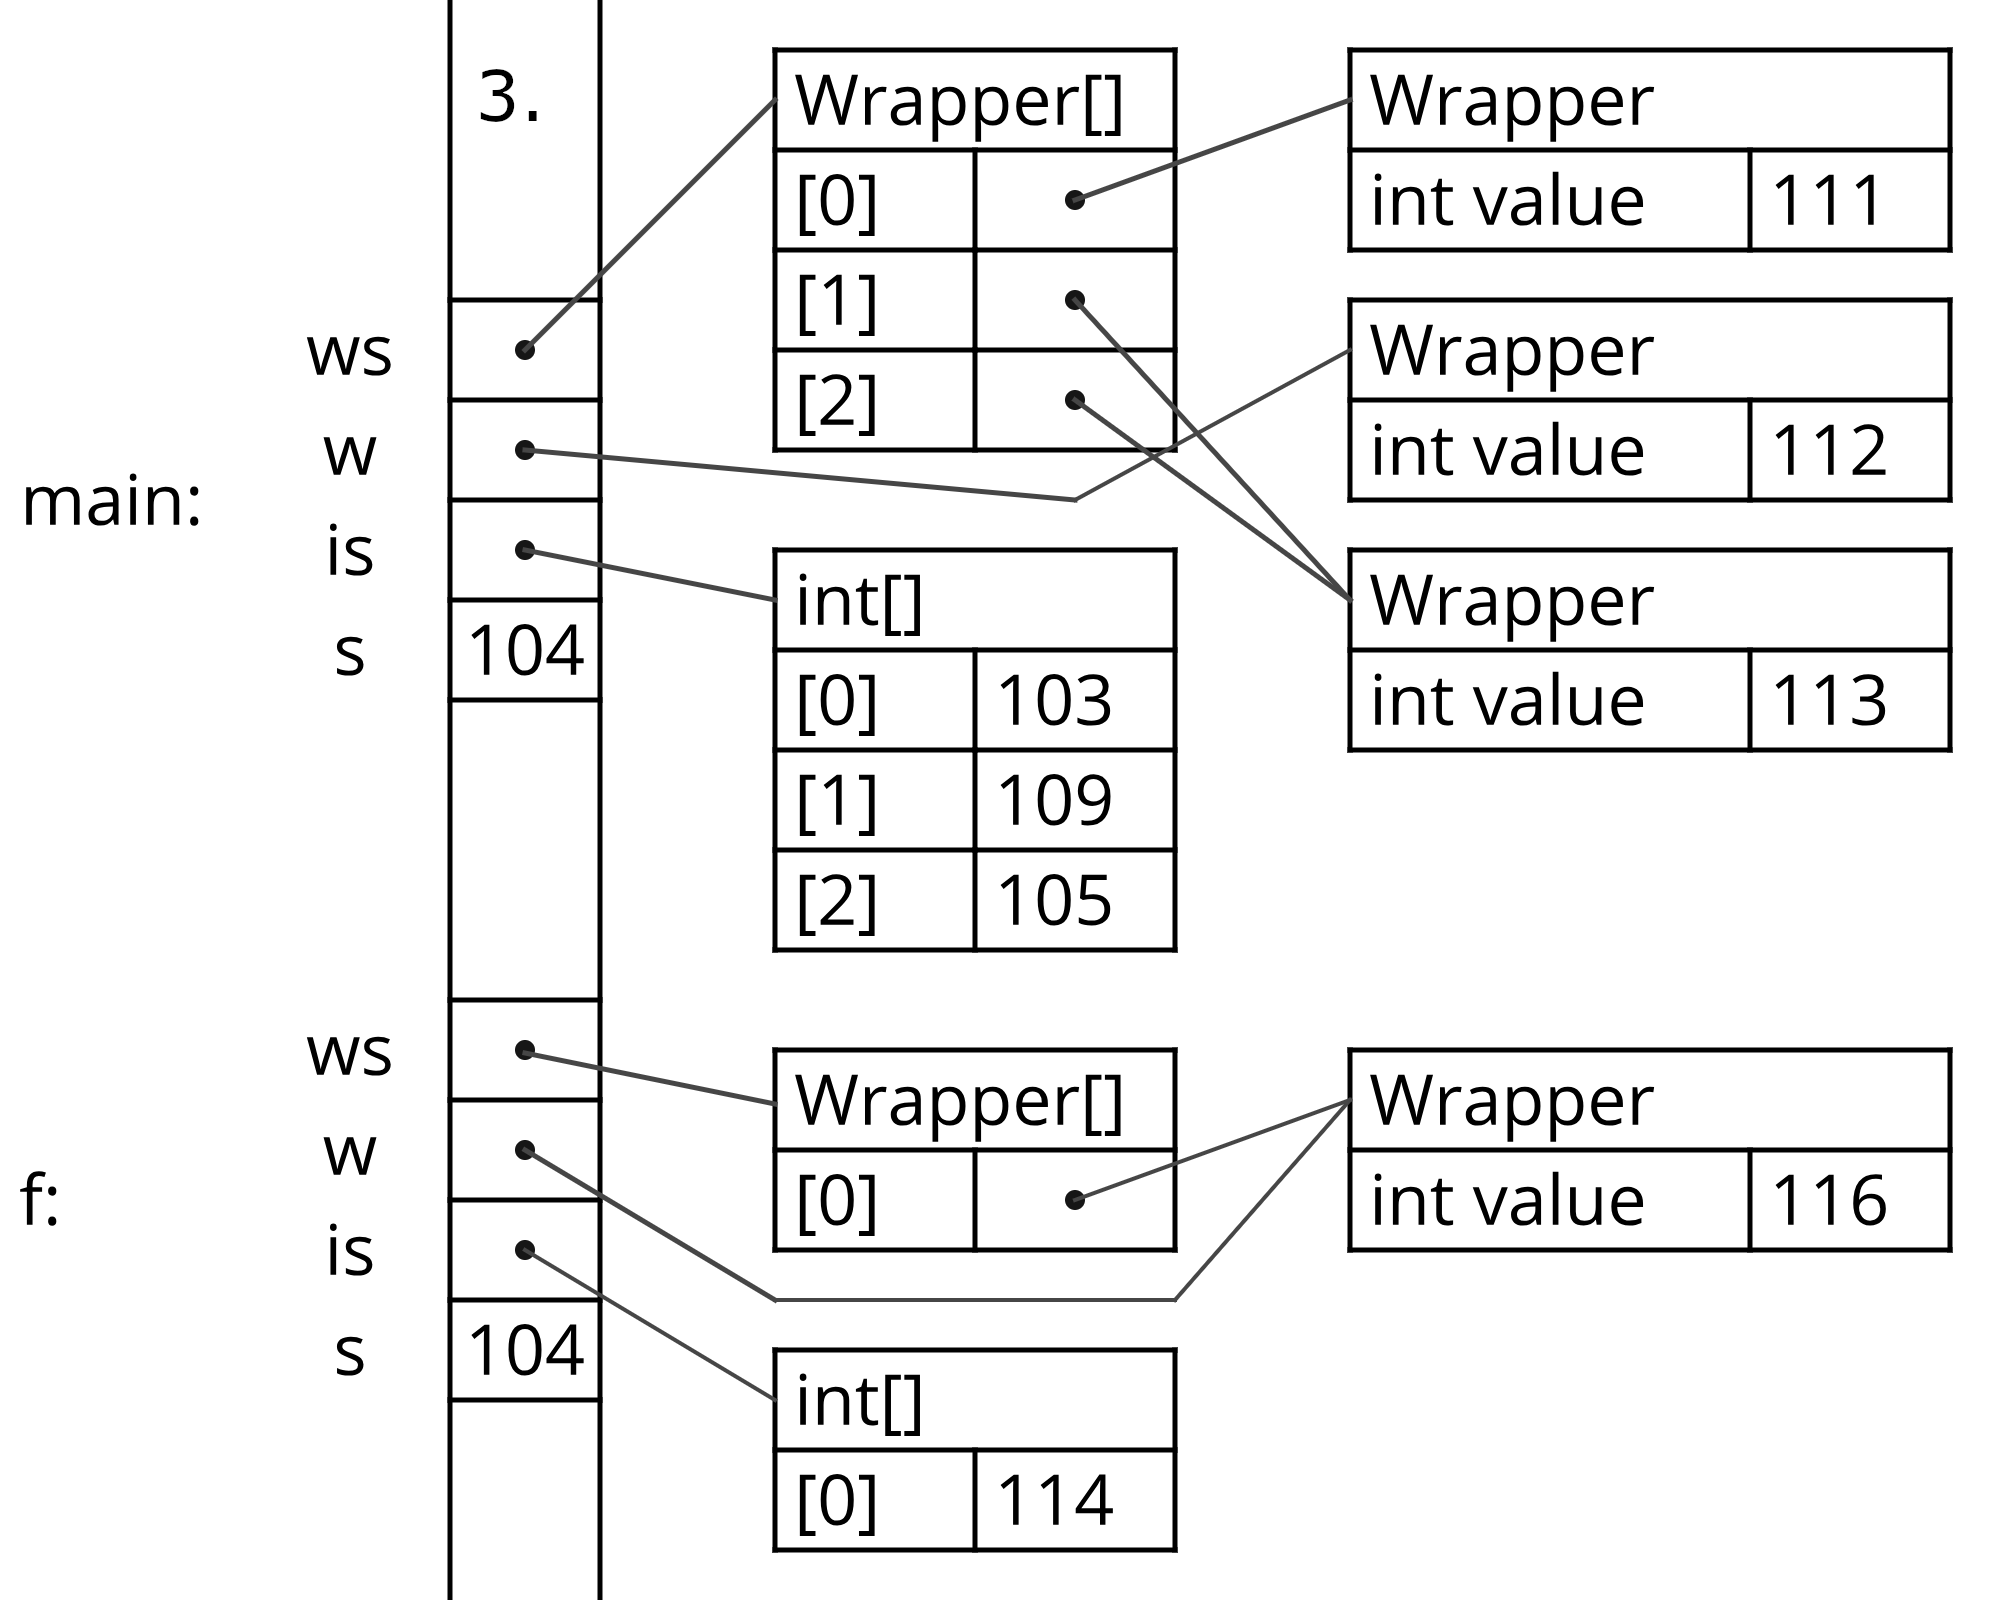 3.
main:
ws
w
is
s
104
Wrapper[]
[0]
[1]
[2]
Wrapper
int value 111
Wrapper
int value 112
Wrapper
int value 113
int[]
[0] 103
[1] 109
[2] 105
f:
ws
w
is
s
104
Wrapper[]
[0]
Wrapper
int value 116
int[]
[0] 114